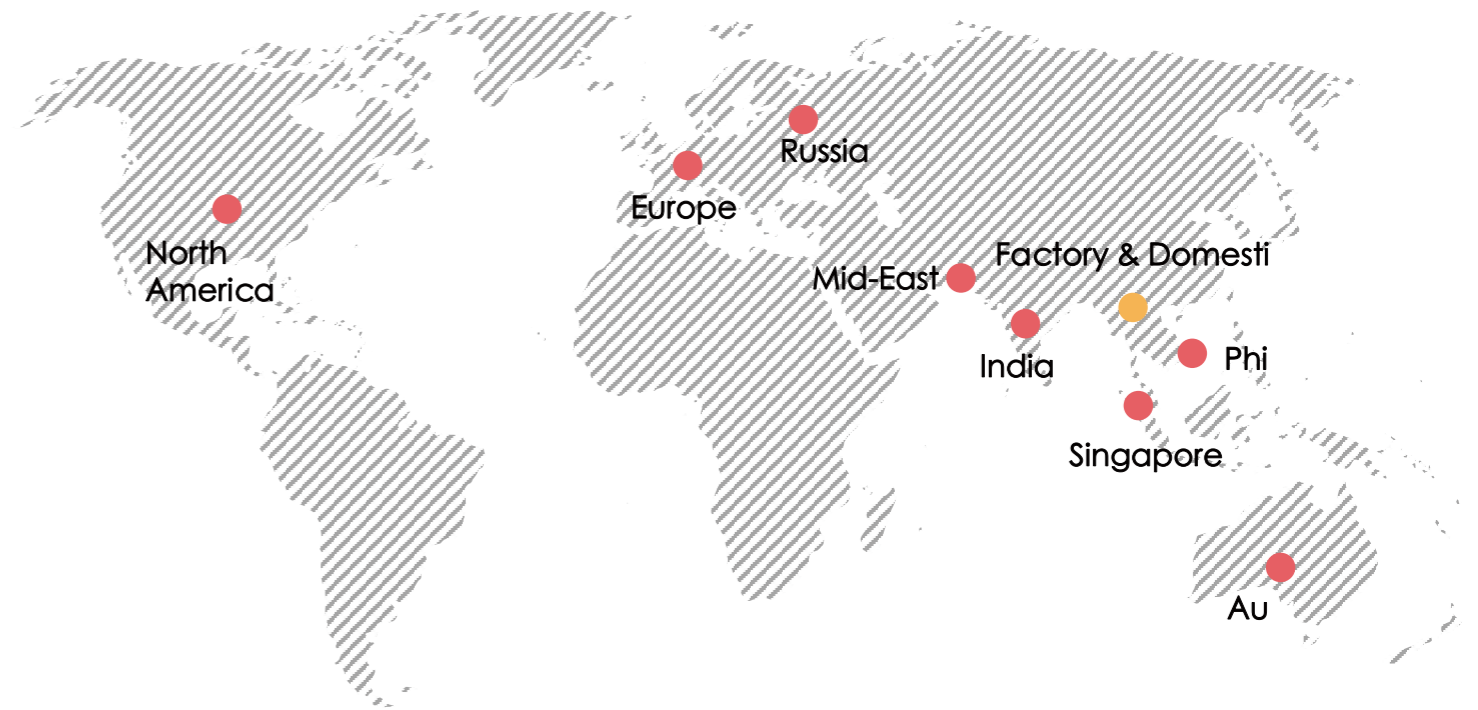 Russia
Europe
North
America
Factory & Domesti
Mid-East
India
Phi
Singapore
Au